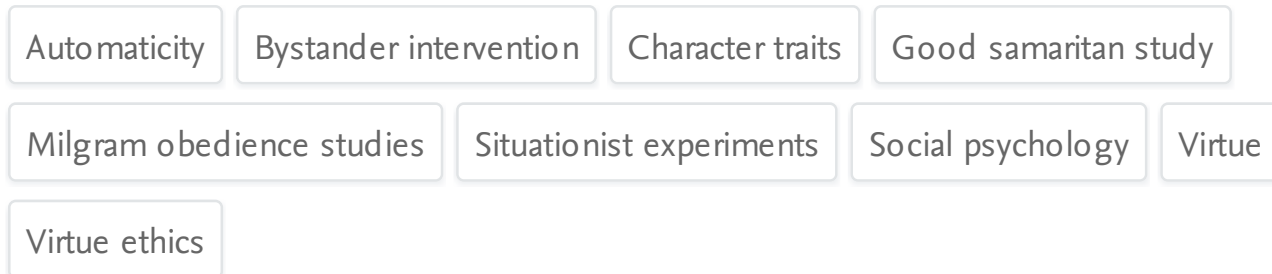 Automaticity Bystander intervention Character traits Good samaritan study
Milgram obedience studies Situationist experiments Social psychology Virtue
Virtue ethics